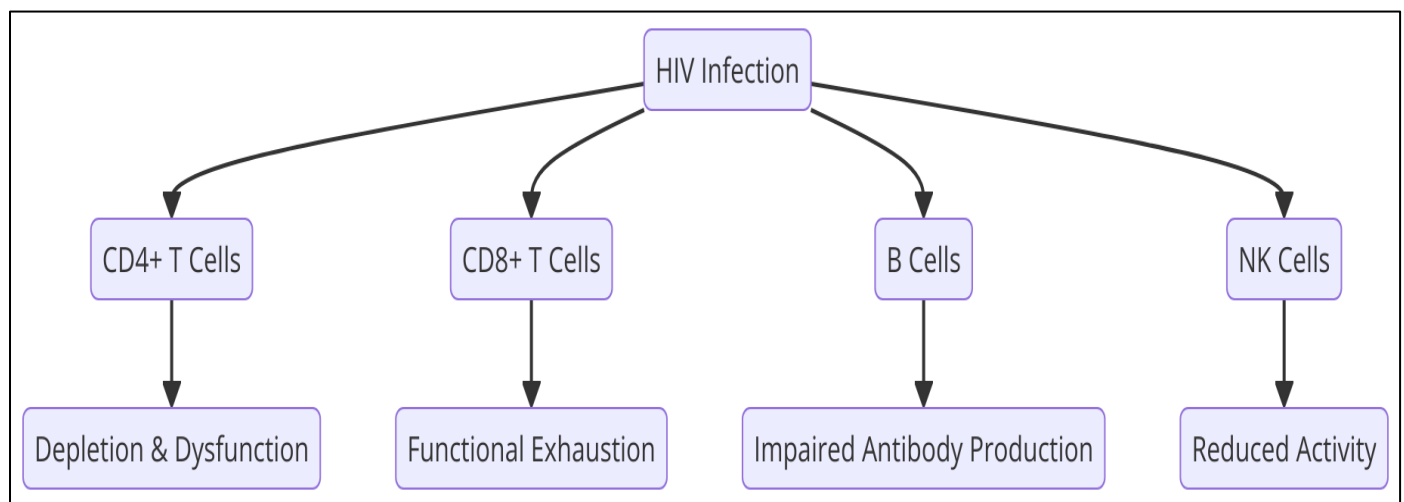 HIV Infection
CD4+ T Cells
CD8+ T Cells
B Cells
NK Cells
Depletion & Dysfunction
Functional Exhaustion
Impaired Antibody Production
Reduced Activity